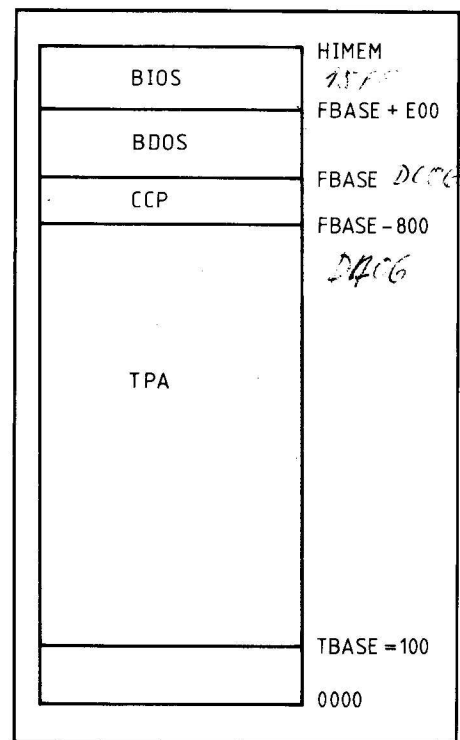 HIMEM
BIOS
FBASE + E00
BDOS
FBASE
CCP
FBASE - 800
TPA
TBASE = 100
0000